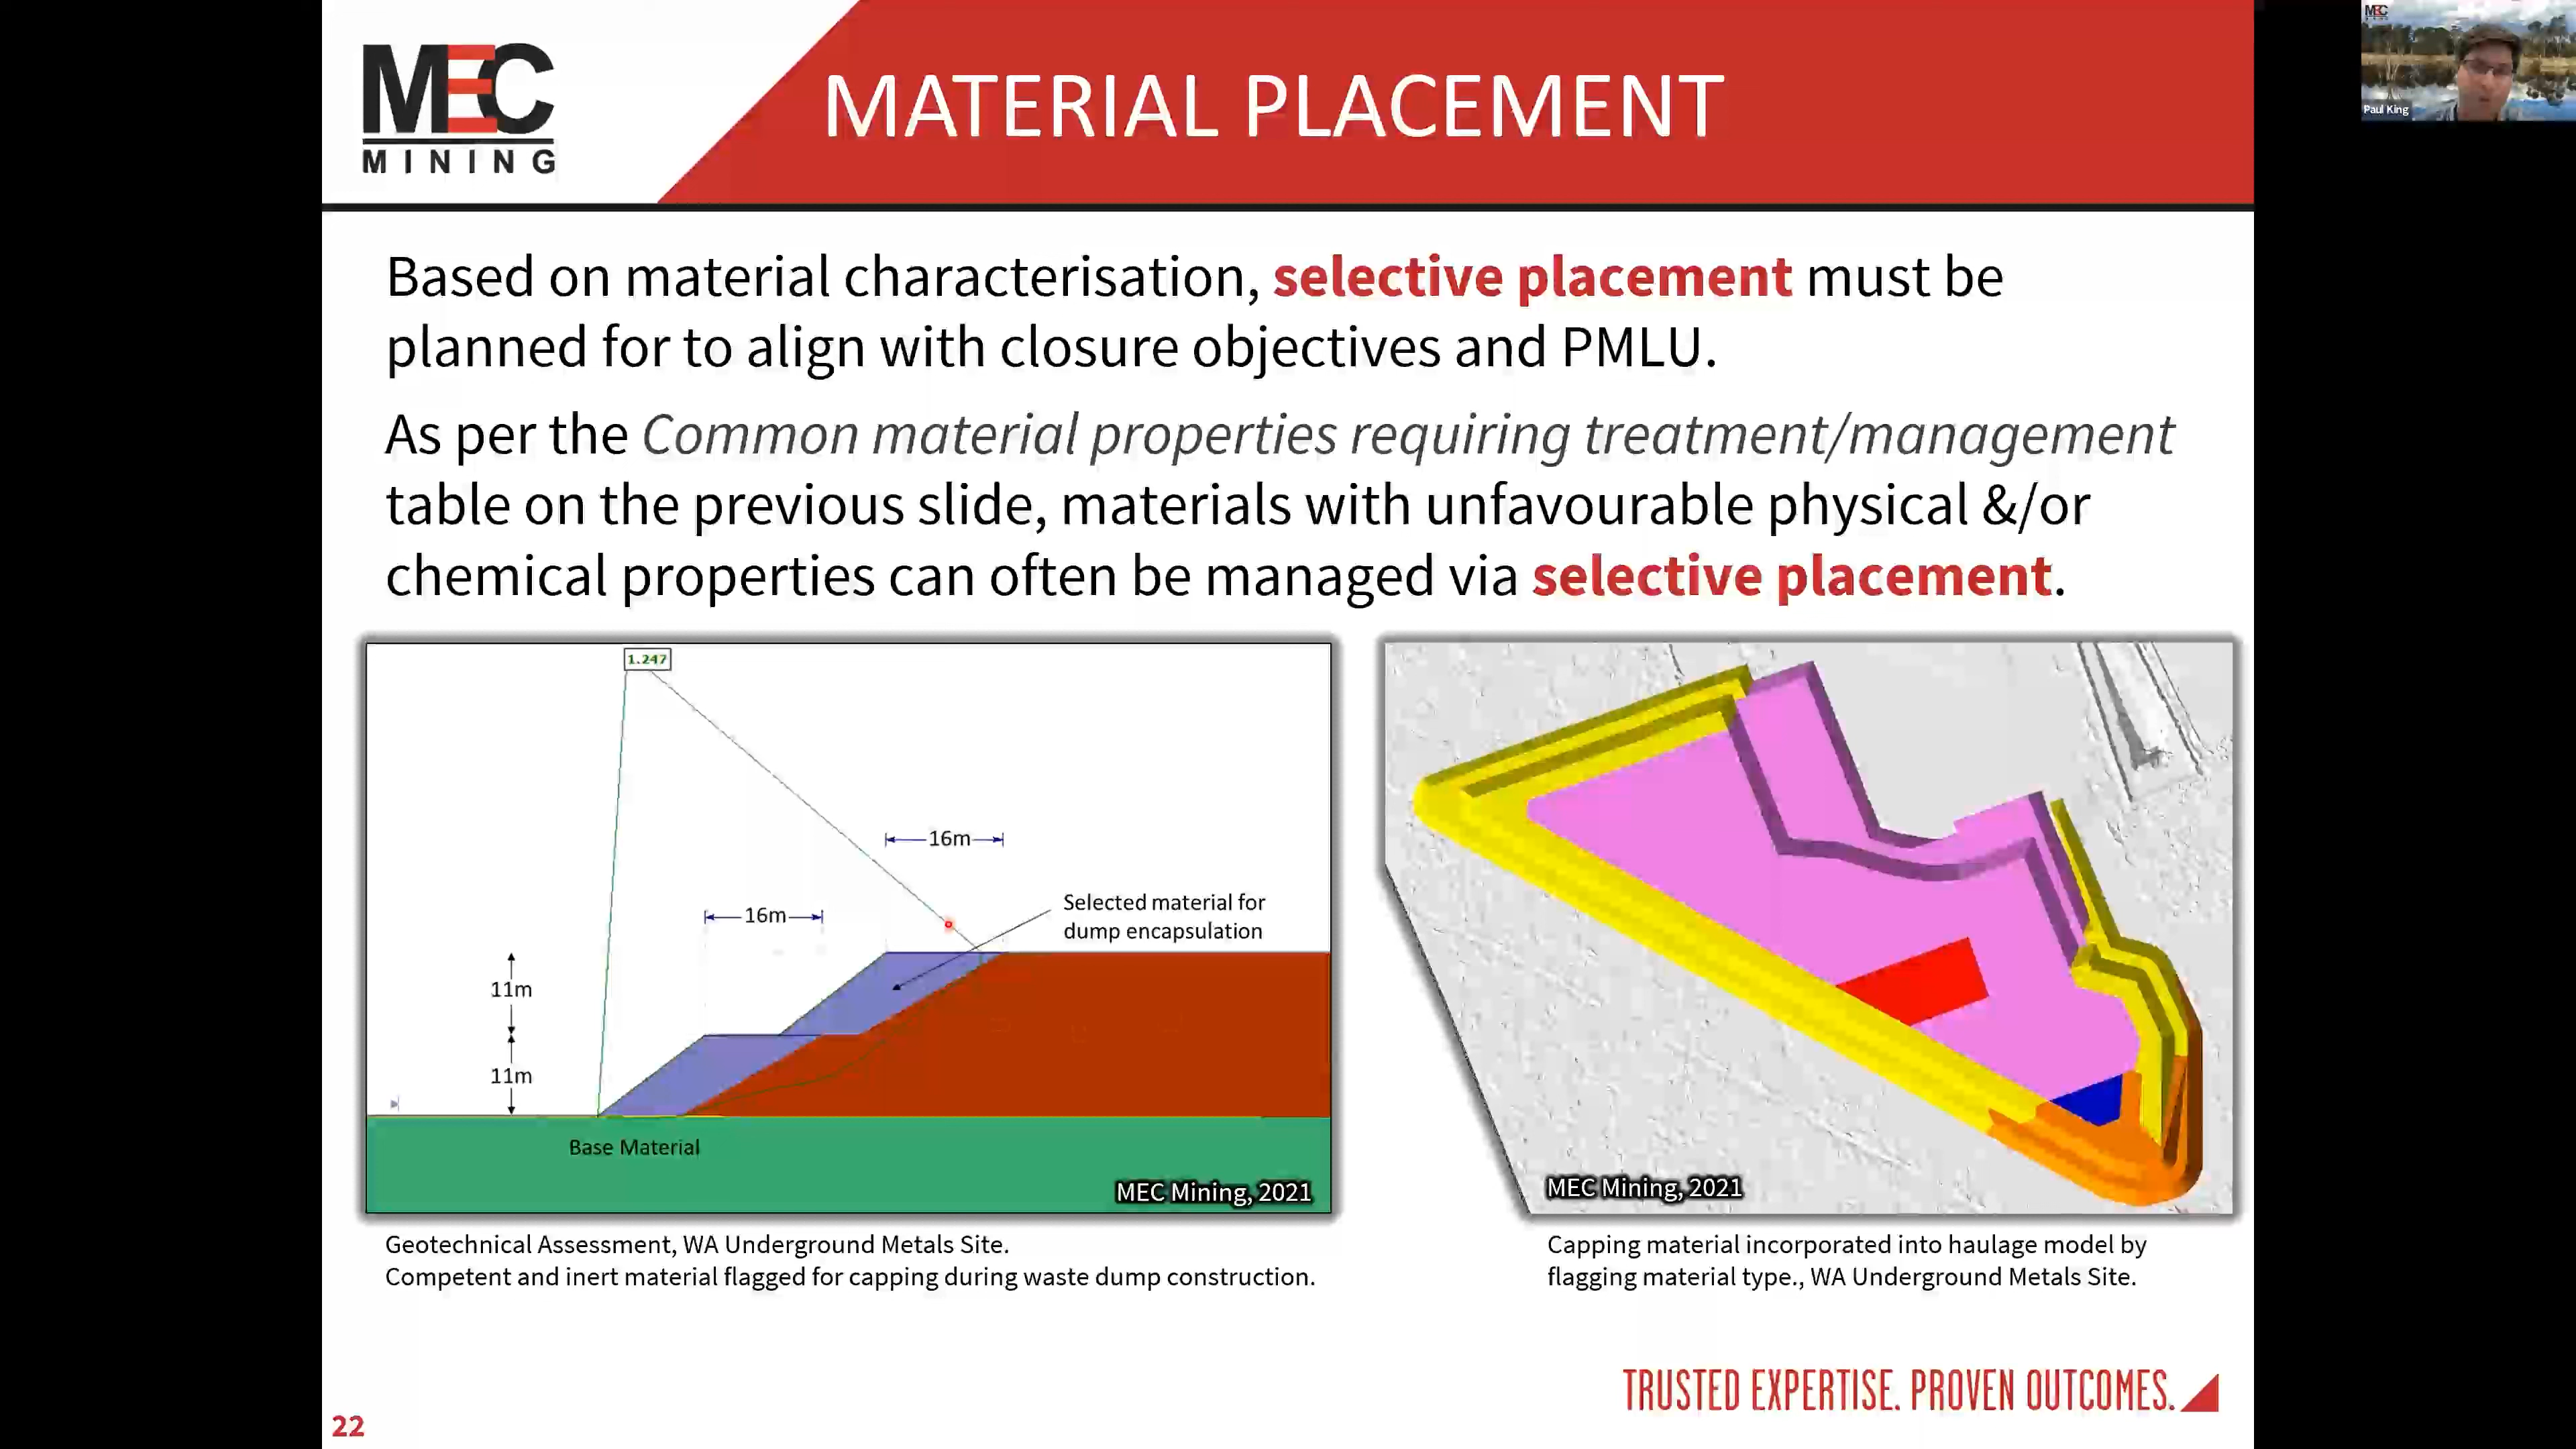 MEC
MINING
MATERIAL PLACEMENT
MEC
Paul King
Based on material characterisation, selective placement must be
planned for to align with closure objectives and PMLU.
As per the Common material properties requiring treatment/management
table on the previous slide, materials with unfavourable physical &/or
chemical properties can often be managed via selective placement.
1.247
16m
16m
Selected material for
dump encapsulation
11m
11m
Base Material
MEC Mining, 2021
MEC Mining, 2021
Geotechnical Assessment, WA Underground Metals Site.
Competent and inert material flagged for capping during waste dump construction.
Capping material incorporated into haulage model by
flagging material type., WA Underground Metals Site.
TRUSTED EXPERTISE. PROVEN OUTCOMES.
22